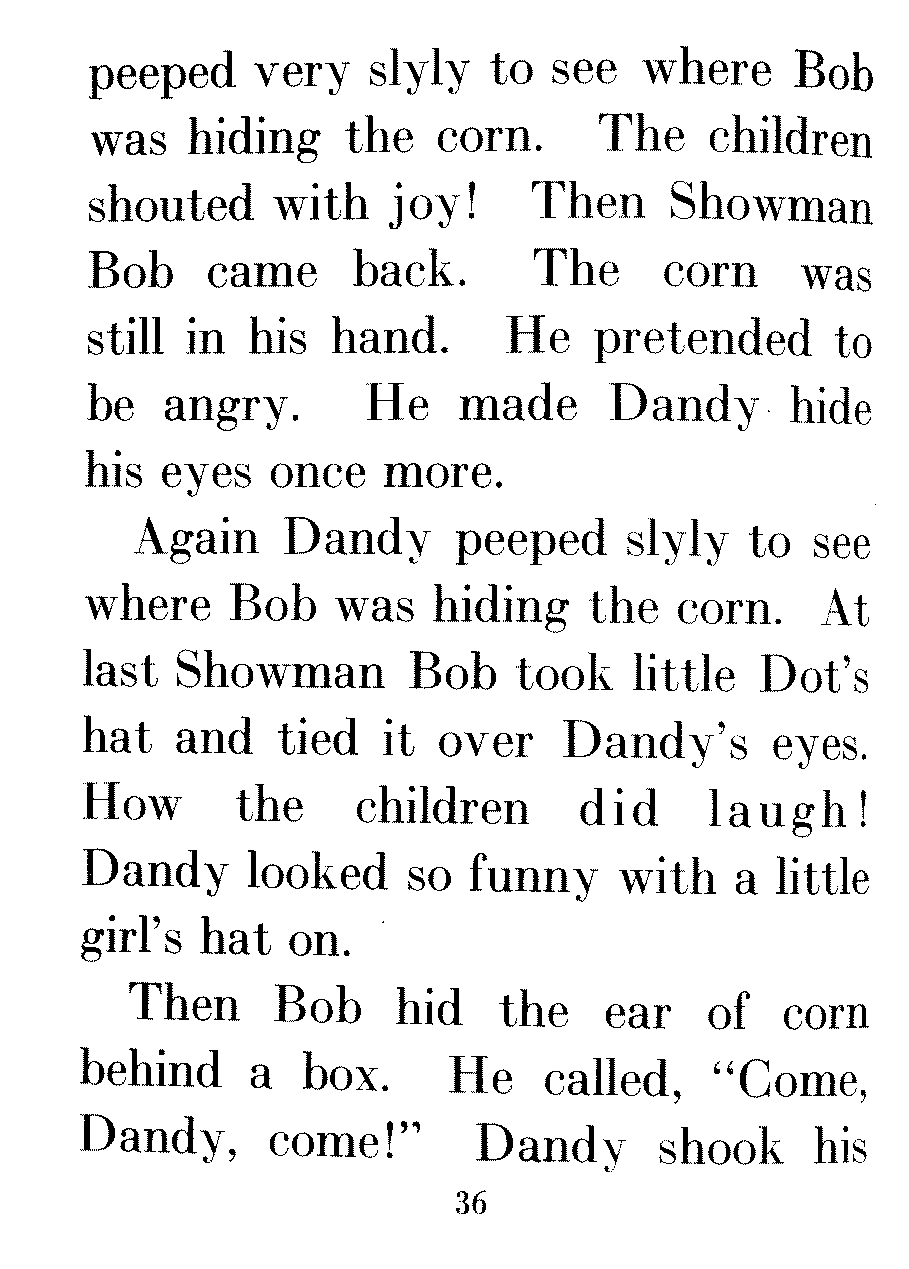 peeped very slyly to see where Bob
was hiding the corn. The children
shouted with joy! Then Showman
Bob came back. The corn was
still in his hand. He pretended to
be angry. He made Dandy hide
his eyes once more.
Again Dandy peeped slyly to see
where Bob was hiding the corn. At
last Showman Bob took little Dot's
hat and tied it over Dandy's eyes.
How the children did laugh!
Dandy looked so funny with a little
girl's hat on.
Then Bob hid the ear of corn
behind a box. He called, "Come,
Dandy, come!" Dandy shook his
36